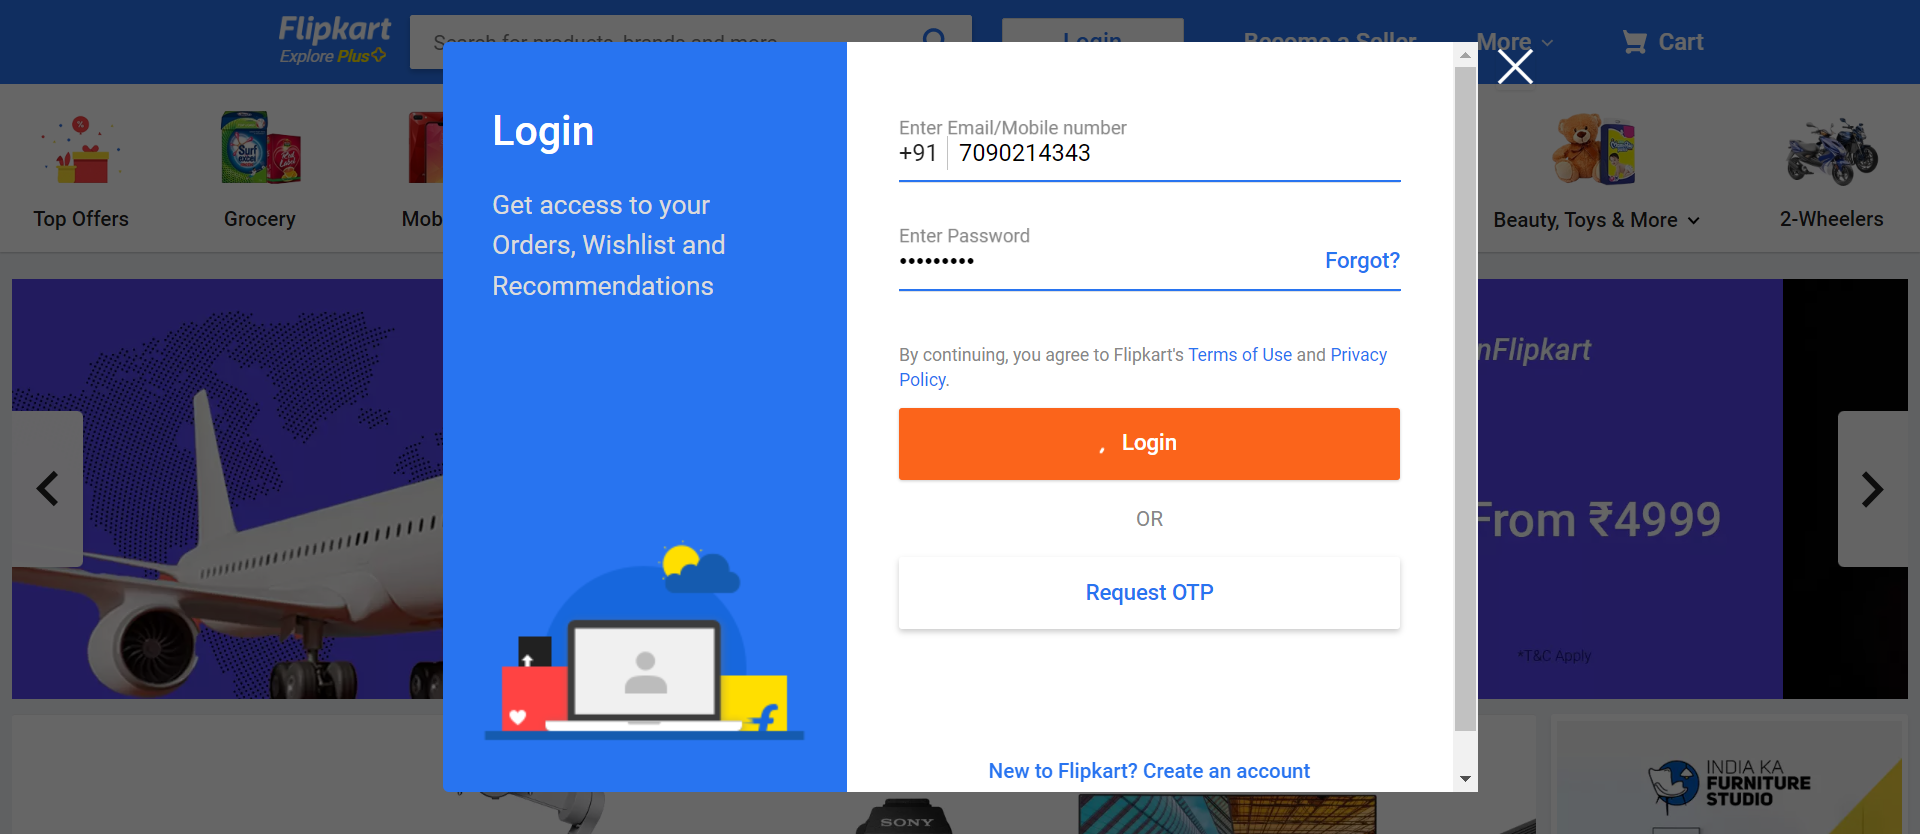 Flipkart
Explore Plus
Search for products, brands and more
Login
Become a Seller
More
Cart
Top Offers
Grocery
Mob
Beauty, Toys & More
2-Wheelers
Login
Get access to your
Orders, Wishlist and
Recommendations
Enter Email/Mobile number
+91 7090214343
Enter Password
•••••••••
Forgot?
By continuing, you agree to Flipkart's Terms of Use and Privacy
Policy.
Login
OR
Request OTP
New to Flipkart? Create an account
nFlipkart
From ₹4999
*T&C Apply
INDIA KA
FURNITURE
STUDIO
SONY